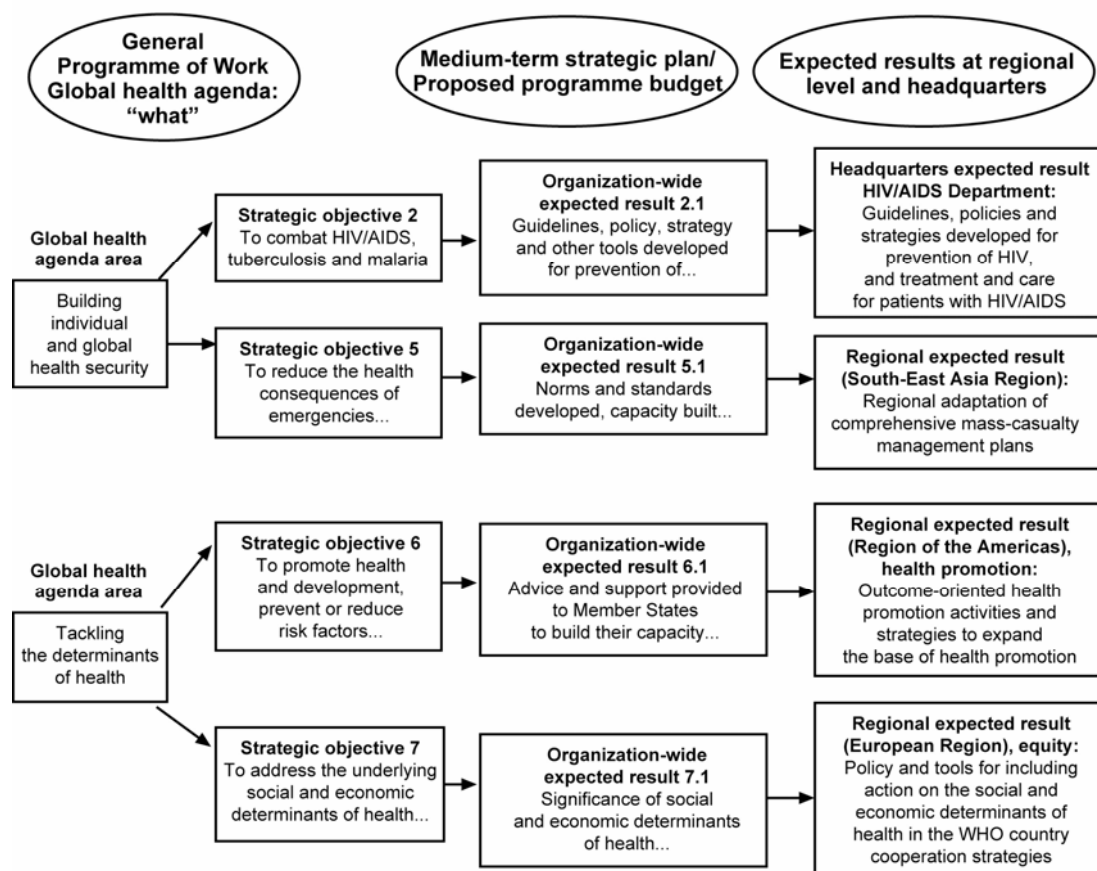 General
Programme of Work
Global health agenda:
“what”
Medium-term strategic plan/
Proposed programme budget
Expected results at regional
level and headquarters
Global health
agenda area
Building
individual
and global
health security
Strategic objective 2
To combat HIV/AIDS,
tuberculosis and malaria
Organization-wide
expected result 2.1
Guidelines, policy, strategy
and other tools developed
for prevention of...
Headquarters expected result
HIV/AIDS Department:
Guidelines, policies and
strategies developed for
prevention of HIV,
and treatment and care
for patients with HIV/AIDS
Strategic objective 5
To reduce the health
consequences of
emergencies...
Organization-wide
expected result 5.1
Norms and standards
developed, capacity built...
Regional expected result
(South-East Asia Region):
Regional adaptation of
comprehensive mass-casualty
management plans
Global health
agenda area
Tackling
the determinants
of health
Strategic objective 6
To promote health
and development,
prevent or reduce
risk factors...
Organization-wide
expected result 6.1
Advice and support provided
to Member States
to build their capacity...
Regional expected result
(Region of the Americas),
health promotion:
Outcome-oriented health
promotion activities and
strategies to expand
the base of health promotion
Strategic objective 7
To address the underlying
social and economic
determinants of health...
Organization-wide
expected result 7.1
Significance of social
and economic determinants
of health...
Regional expected result
(European Region), equity:
Policy and tools for including
action on the social and
economic determinants of
health in the WHO country
cooperation strategies